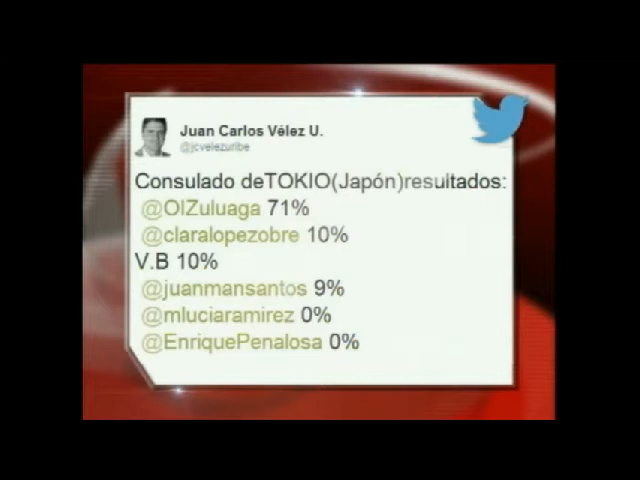 Juan Carlos Vélez U.
@jcvelezuribe
Consulado deTOKIO(Japón)resultados:
@OIZuluaga 71%
@claralopezobre 10%
V.B 10%
@juanmansantos 9%
@mluciaramirez 0%
@EnriquePenalosa 0%